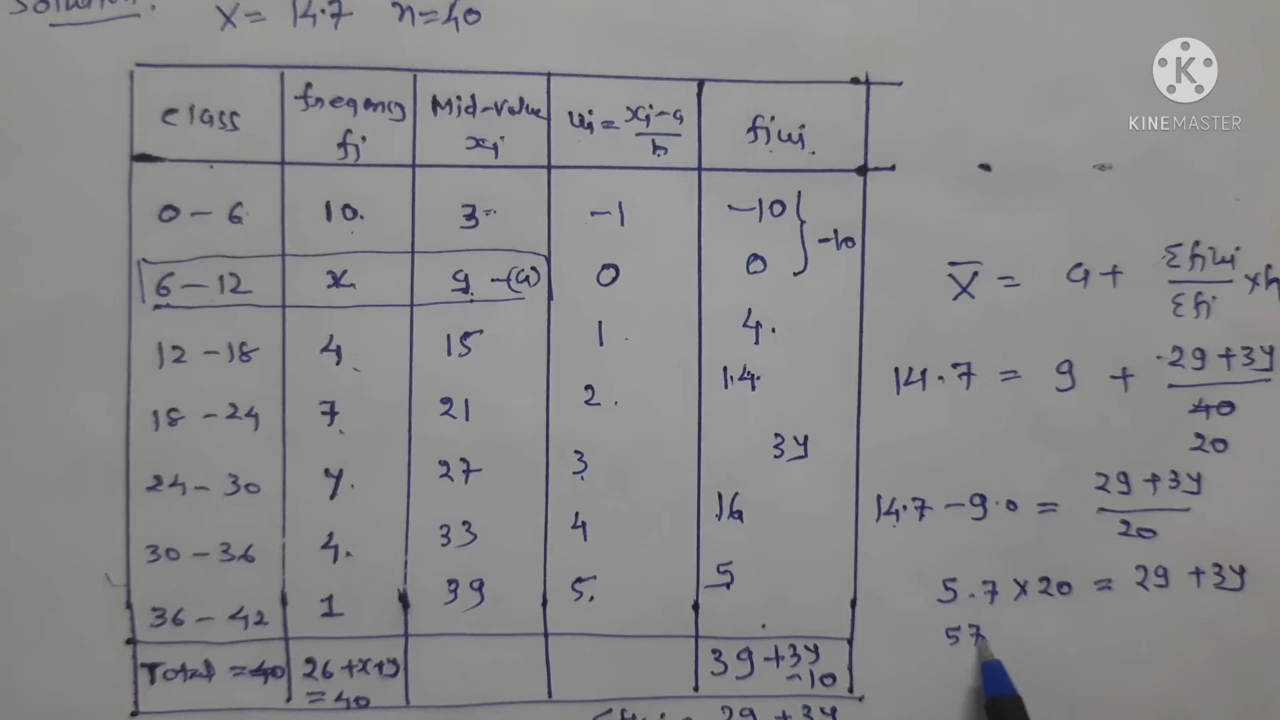 Solution.
X = 14.7 n=40
KINEMASTER
class
freqency fi
Mid-value xi
ui = xi-a / h
fiui
0 - 6 10. 3 -1 -10
6 - 12 x 9 -(a) 0 0
-10
12 - 18 4. 15 1. 4.
18 - 24 7. 21 2. 14.
24 - 30 y. 27 3 3y
30 - 36 4. 33 4 16
36 - 42 1 39 5. 5
Total = 40 26+x+y = 40 39+3y -10
X̄ = a + Σfiui / Σfi × h
14.7 = 9 + 29+3y / 40
20
14.7 - 9.0 = 29+3y / 20
5.7 × 20 = 29 + 3y
57
29 + 3y